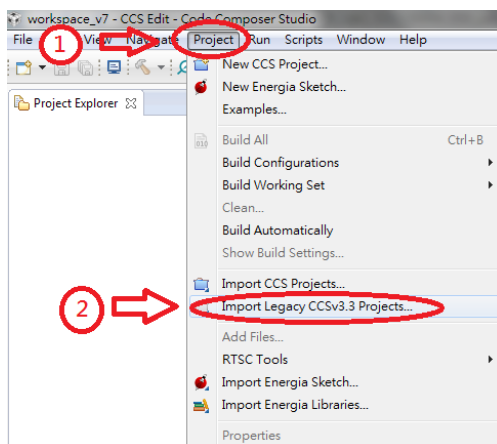 workspace_v7 - CCS Edit - Code Composer Studio
File View Navigate Project Run Scripts Window Help
1
Project Explorer
New CCS Project...
New Energia Sketch...
Examples...
Build All Ctrl+B
Build Configurations
Build Working Set
Clean...
Build Automatically
Show Build Settings...
Import CCS Projects...
2
Import Legacy CCSv3.3 Projects...
Add Files...
RTSC Tools
Import Energia Sketch...
Import Energia Libraries...
Properties